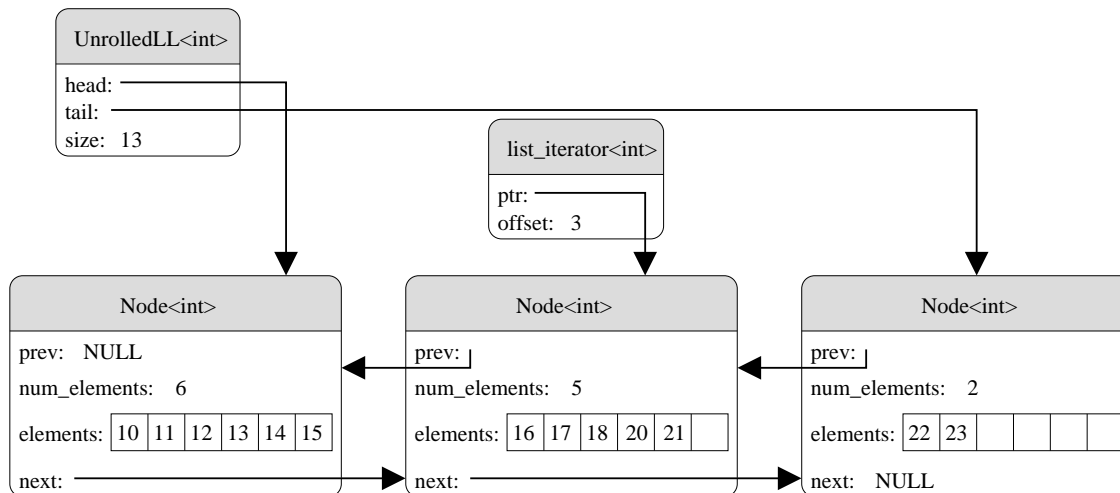 UnrolledLL<int>
head:
tail:
size: 13
list_iterator<int>
ptr:
offset: 3
Node<int>
prev: NULL
num_elements: 6
elements: 10 11 12 13 14 15
next:
Node<int>
prev:
num_elements: 5
elements: 16 17 18 20 21
next:
Node<int>
prev:
num_elements: 2
elements: 22 23
next: NULL